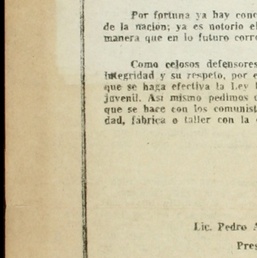 Por fortuna ya hay conc
de la nación; ya es notorio el
manera que en lo futuro corre
Como celosos defensores
integridad y su respeto, por e
que se haga efectiva la Ley
juvenil. Así mismo pedimos q
que se hace con los comunist
dad, fábrica o taller con la
Lic. Pedro A
Pres